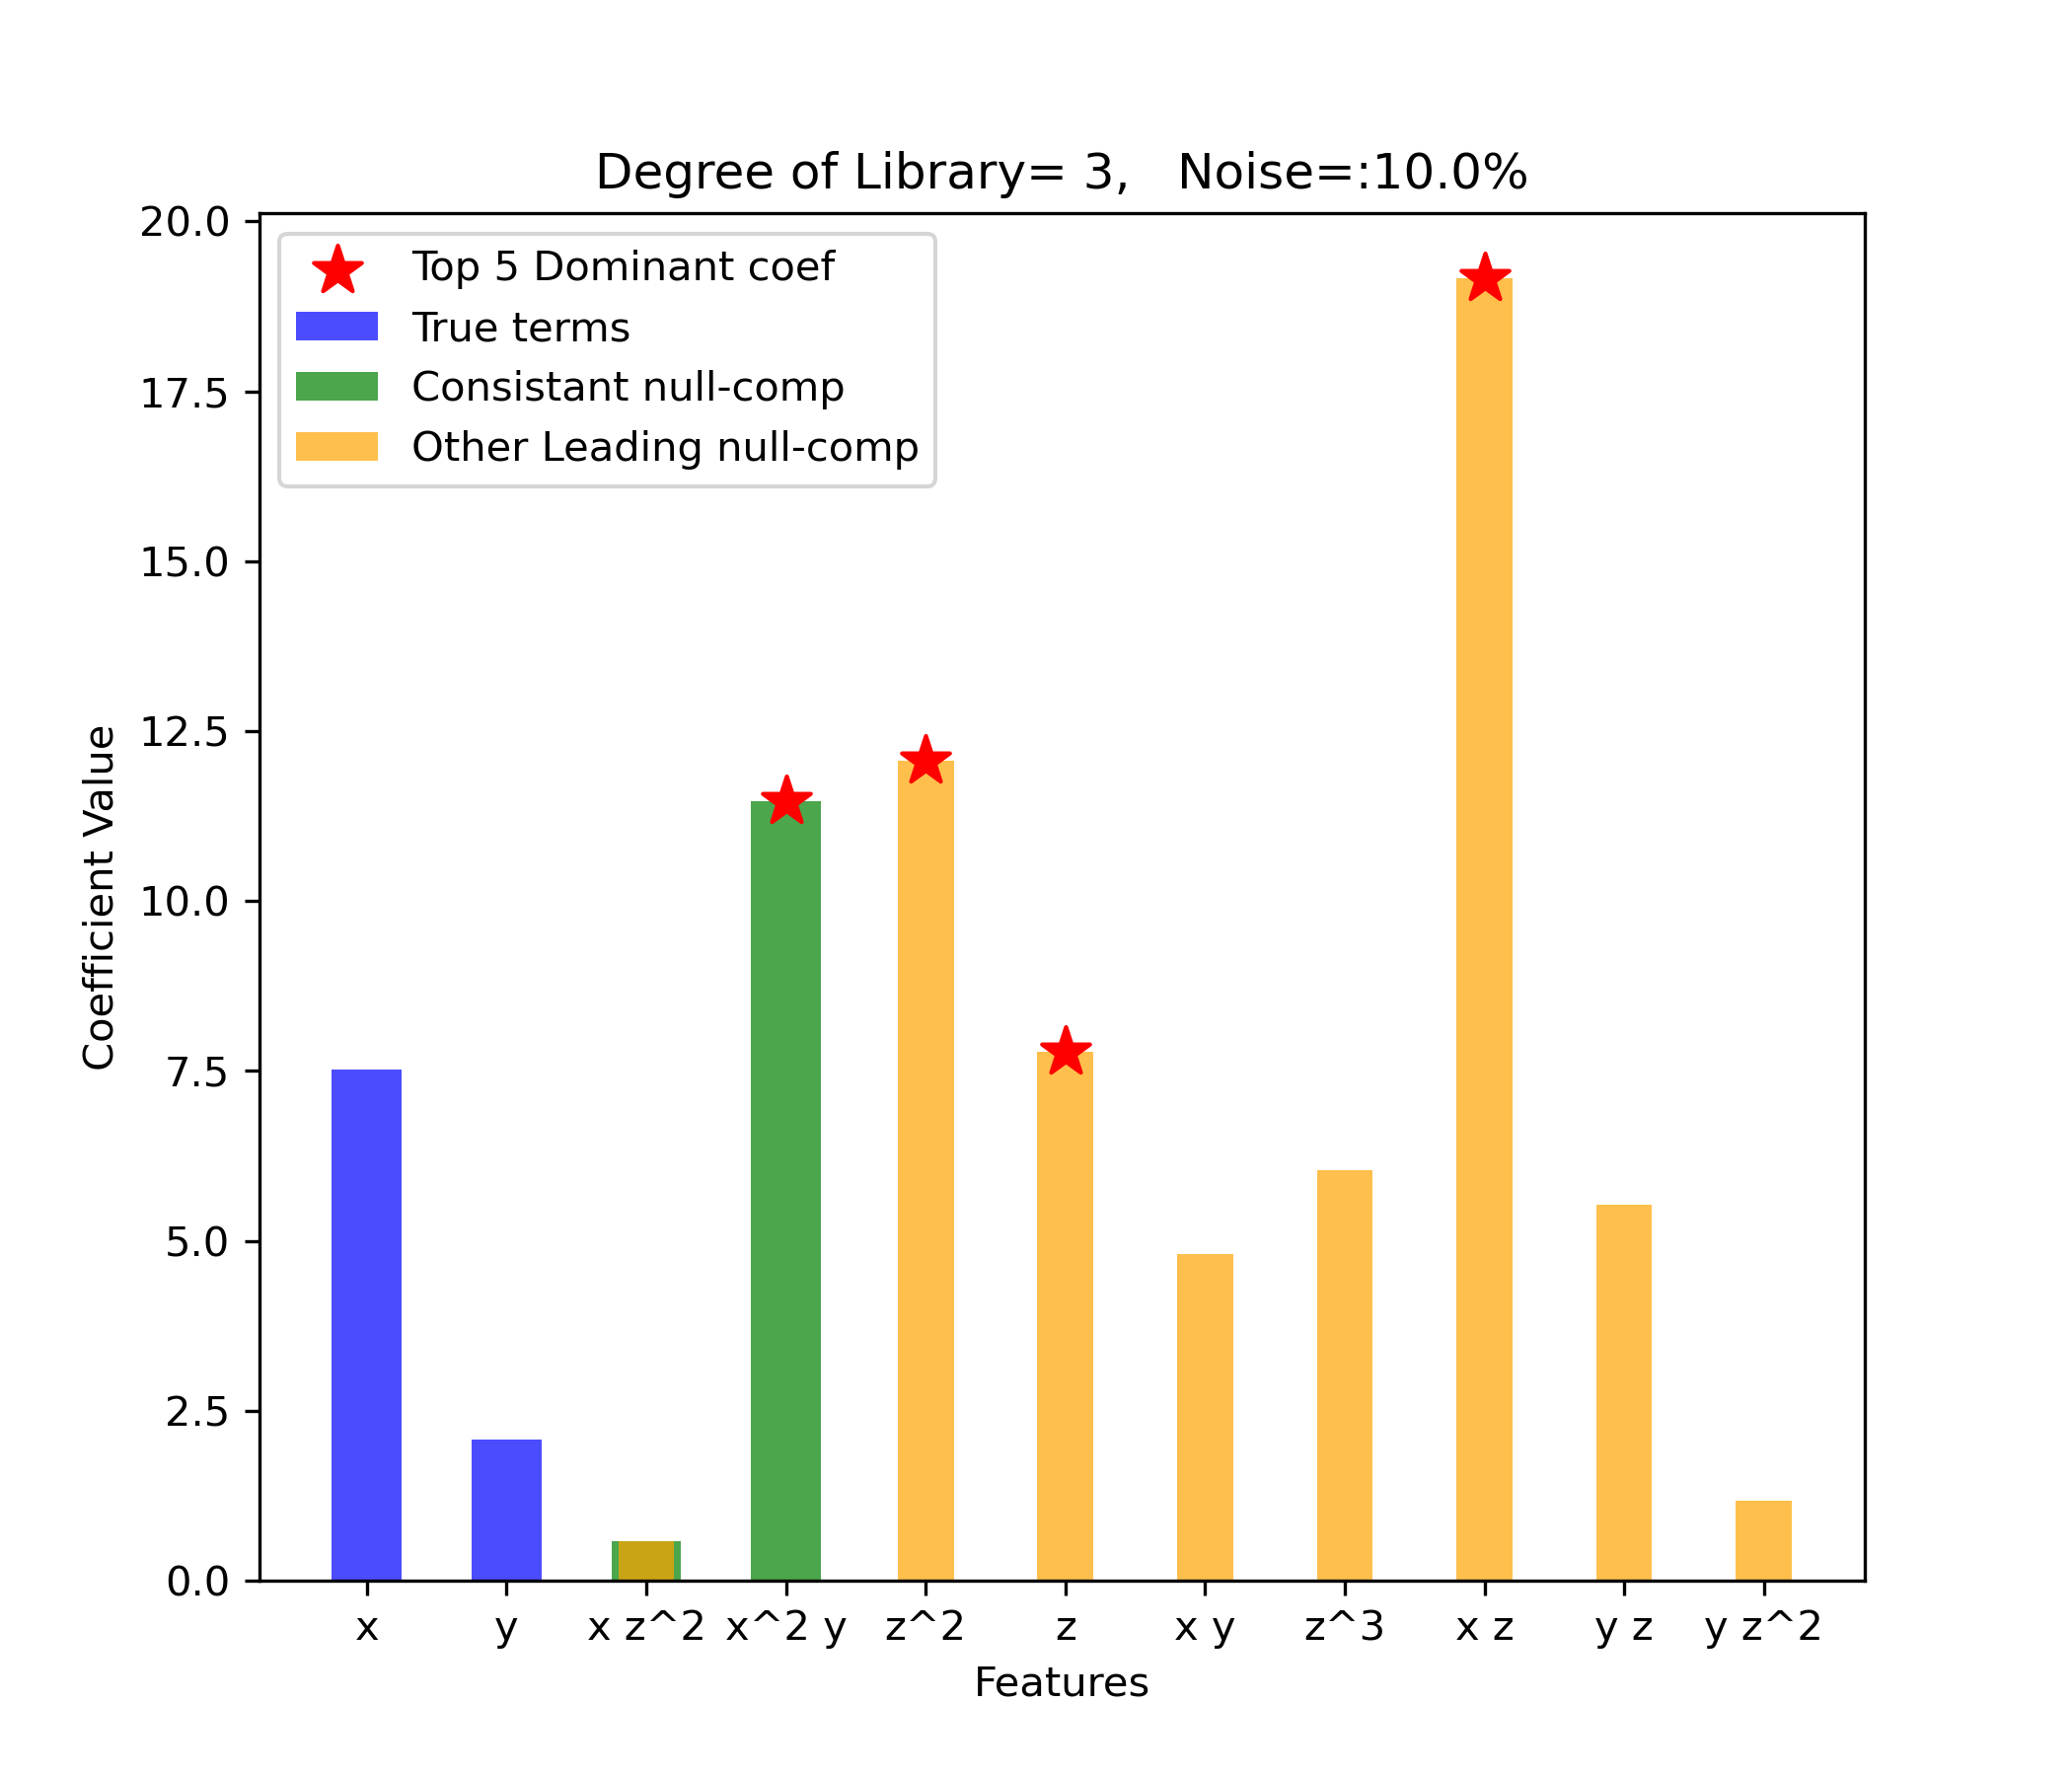 Degree of Library= 3,   Noise=:10.0%
20.0
17.5
15.0
12.5
10.0
7.5
5.0
2.5
0.0
Coefficient Value
Top 5 Dominant coef
True terms
Consistant null-comp
Other Leading null-comp
x y x z^2 x^2 y z^2 z x y z^3 x z y z y z^2
Features